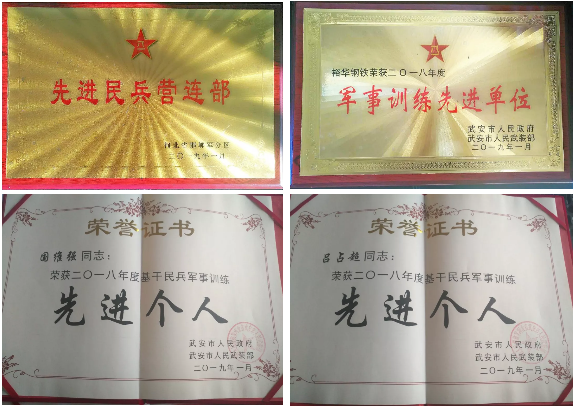 先进民兵营连部
二〇一九年一月
裕华钢铁荣获二〇一八年度
军事训练先进单位
武安市人民政府
武安市人民武装部
二〇一九年一月
荣誉证书
国维强同志:
荣获二〇一八年度基干民兵军事训练
先进个人
武安市人民政府
武安市人民武装部
二〇一九年一月
荣誉证书
吕占超同志:
荣获二〇一八年度基干民兵军事训练
先进个人
武安市人民政府
武安市人民武装部
二〇一九年一月